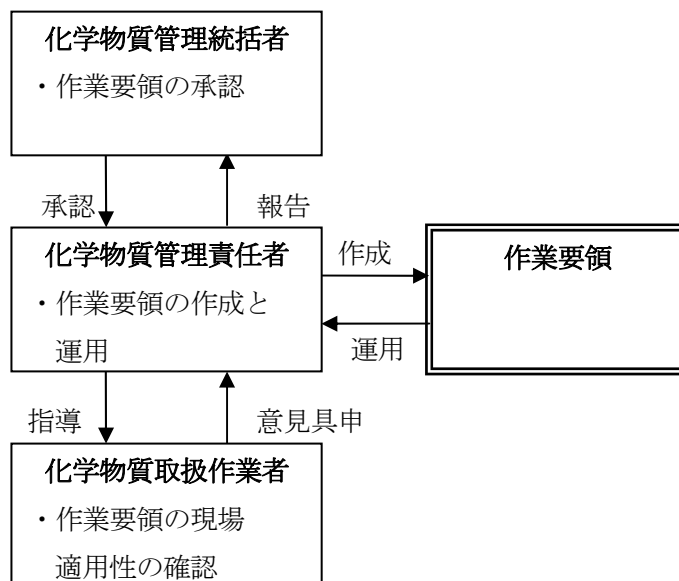 化学物質管理統括者
・作業要領の承認
承認
報告
化学物質管理責任者
・作業要領の作成と
運用
作成
運用
作業要領
指導
意見具申
化学物質取扱作業者
・作業要領の現場
適用性の確認